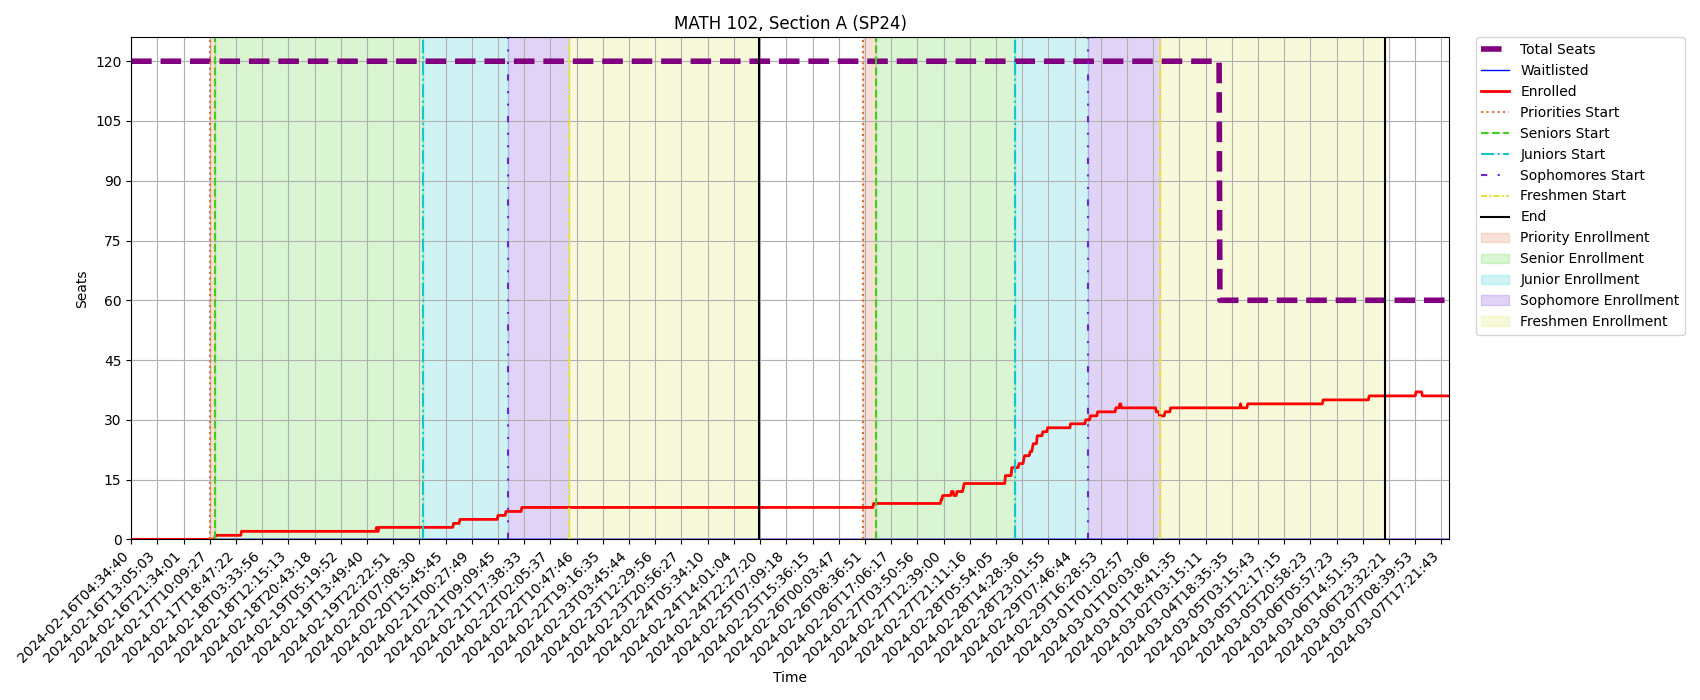 MATH 102, Section A (SP24)
120
105
90
75
60
45
30
15
0
Seats
2024-02-16T04:34:40
2024-02-16T13:05:03
2024-02-16T21:34:01
2024-02-17T10:09:27
2024-02-17T18:47:22
2024-02-18T03:33:56
2024-02-18T12:15:13
2024-02-18T20:43:18
2024-02-19T05:19:52
2024-02-19T13:49:40
2024-02-19T22:22:51
2024-02-20T07:08:30
2024-02-20T15:45:45
2024-02-21T00:27:49
2024-02-21T09:09:45
2024-02-21T17:38:33
2024-02-22T02:05:37
2024-02-22T10:47:46
2024-02-22T19:16:35
2024-02-23T03:45:44
2024-02-23T12:29:56
2024-02-23T20:56:27
2024-02-24T05:34:10
2024-02-24T14:01:04
2024-02-24T22:27:20
2024-02-25T07:09:18
2024-02-25T15:36:15
2024-02-26T00:03:47
2024-02-26T08:36:51
2024-02-26T17:06:17
2024-02-27T03:50:56
2024-02-27T12:39:00
2024-02-27T21:11:16
2024-02-28T05:54:05
2024-02-28T14:28:36
2024-02-28T23:01:55
2024-02-29T07:46:44
2024-02-29T16:28:53
2024-03-01T01:02:57
2024-03-01T10:03:06
2024-03-01T18:41:35
2024-03-02T03:15:11
2024-03-04T18:35:35
2024-03-05T03:15:43
2024-03-05T12:17:15
2024-03-05T20:58:23
2024-03-06T05:57:23
2024-03-06T14:51:53
2024-03-06T23:32:21
2024-03-07T08:39:53
2024-03-07T17:21:43
Time
Total Seats
Waitlisted
Enrolled
Priorities Start
Seniors Start
Juniors Start
Sophomores Start
Freshmen Start
End
Priority Enrollment
Senior Enrollment
Junior Enrollment
Sophomore Enrollment
Freshmen Enrollment